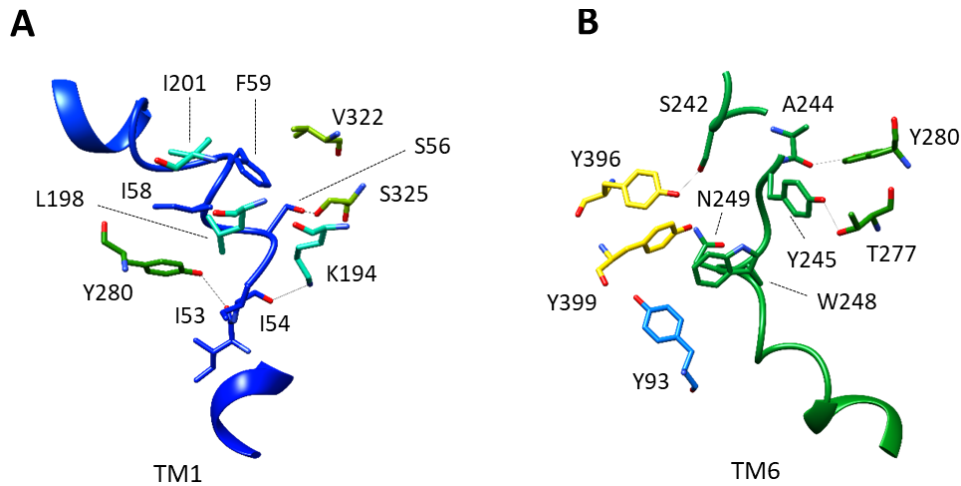 A
I201
F59
V322
S56
I58
S325
L198
K194
Y280
I53
I54
TM1
B
S242
A244
Y280
Y396
N249
Y245
T277
Y399
W248
Y93
TM6